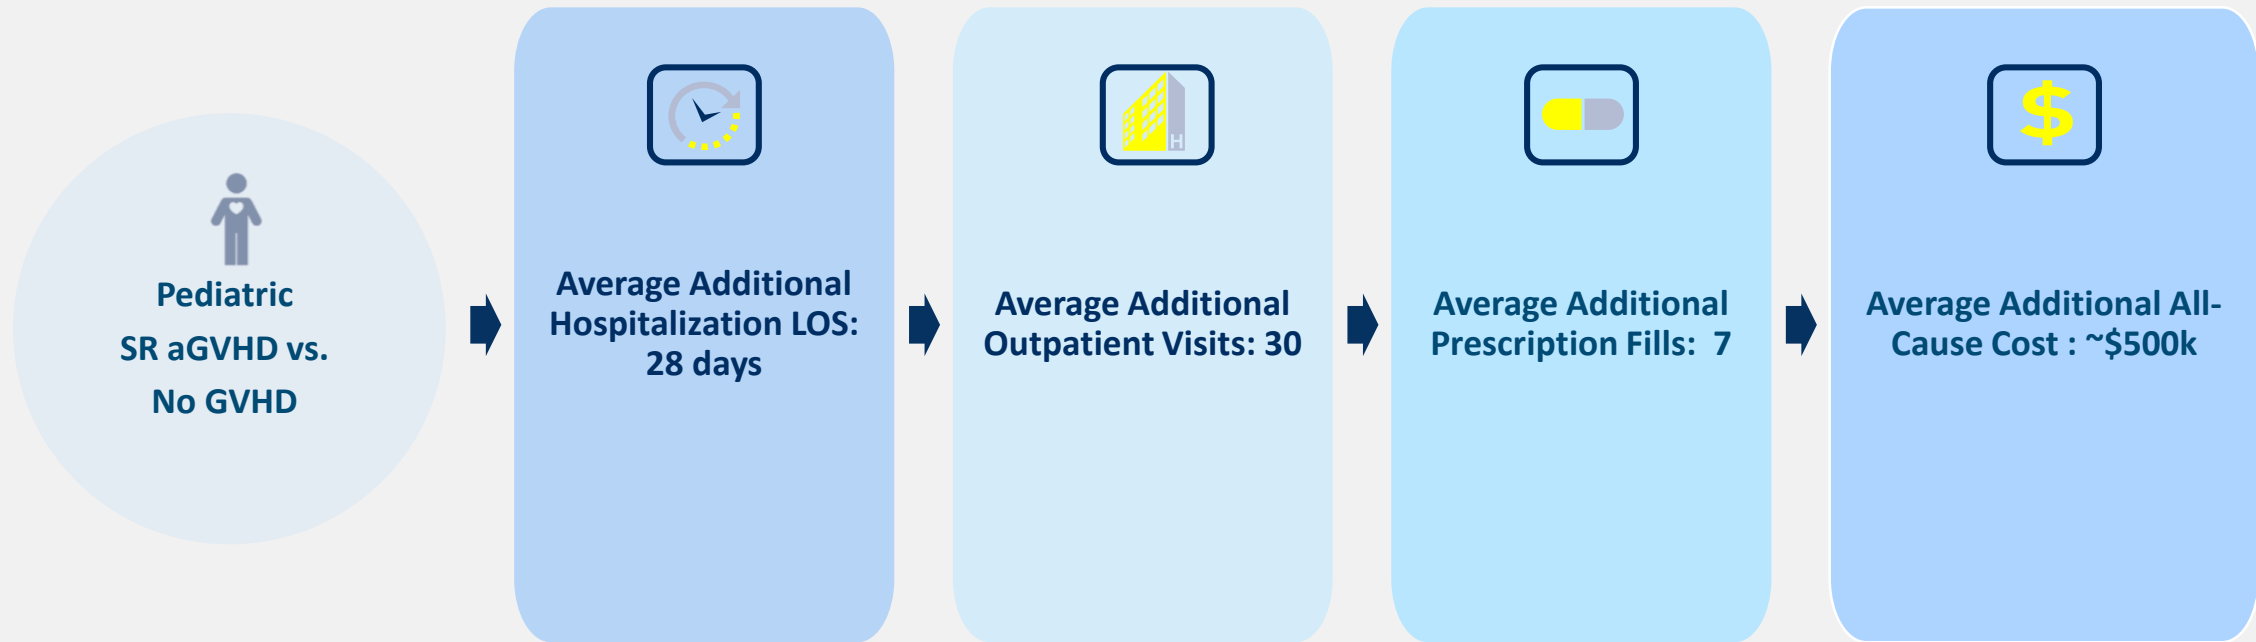 Pediatric
SR aGVHD vs.
No GVHD
Average Additional
Hospitalization LOS:
28 days
H
Average Additional
Outpatient Visits: 30
Average Additional
Prescription Fills:  7
$
Average Additional All-
Cause Cost : ~$500k